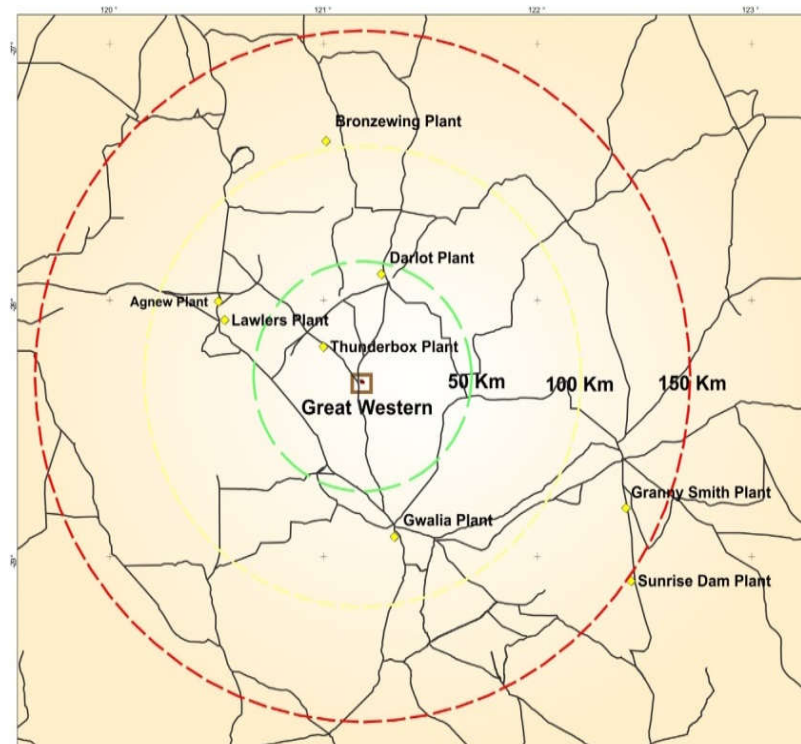 120 °
121 °
122 °
123 °
Bronzewing Plant
Darlot Plant
Agnew Plant
Lawlers Plant
Thunderbox Plant
50 Km
100 Km
150 Km
Great Western
Granny Smith Plant
Gwalia Plant
Sunrise Dam Plant